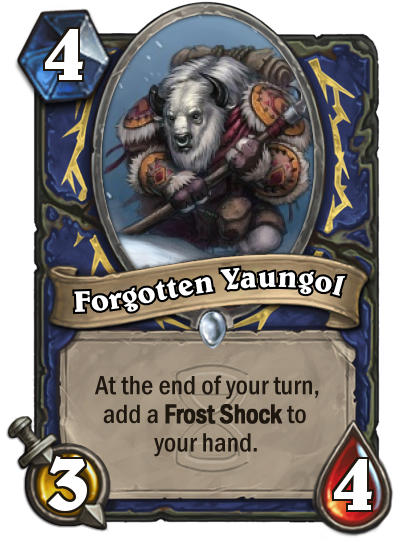 4
Forgotten Yaungol
At the end of your turn,
add a Frost Shock to
your hand.
3
4